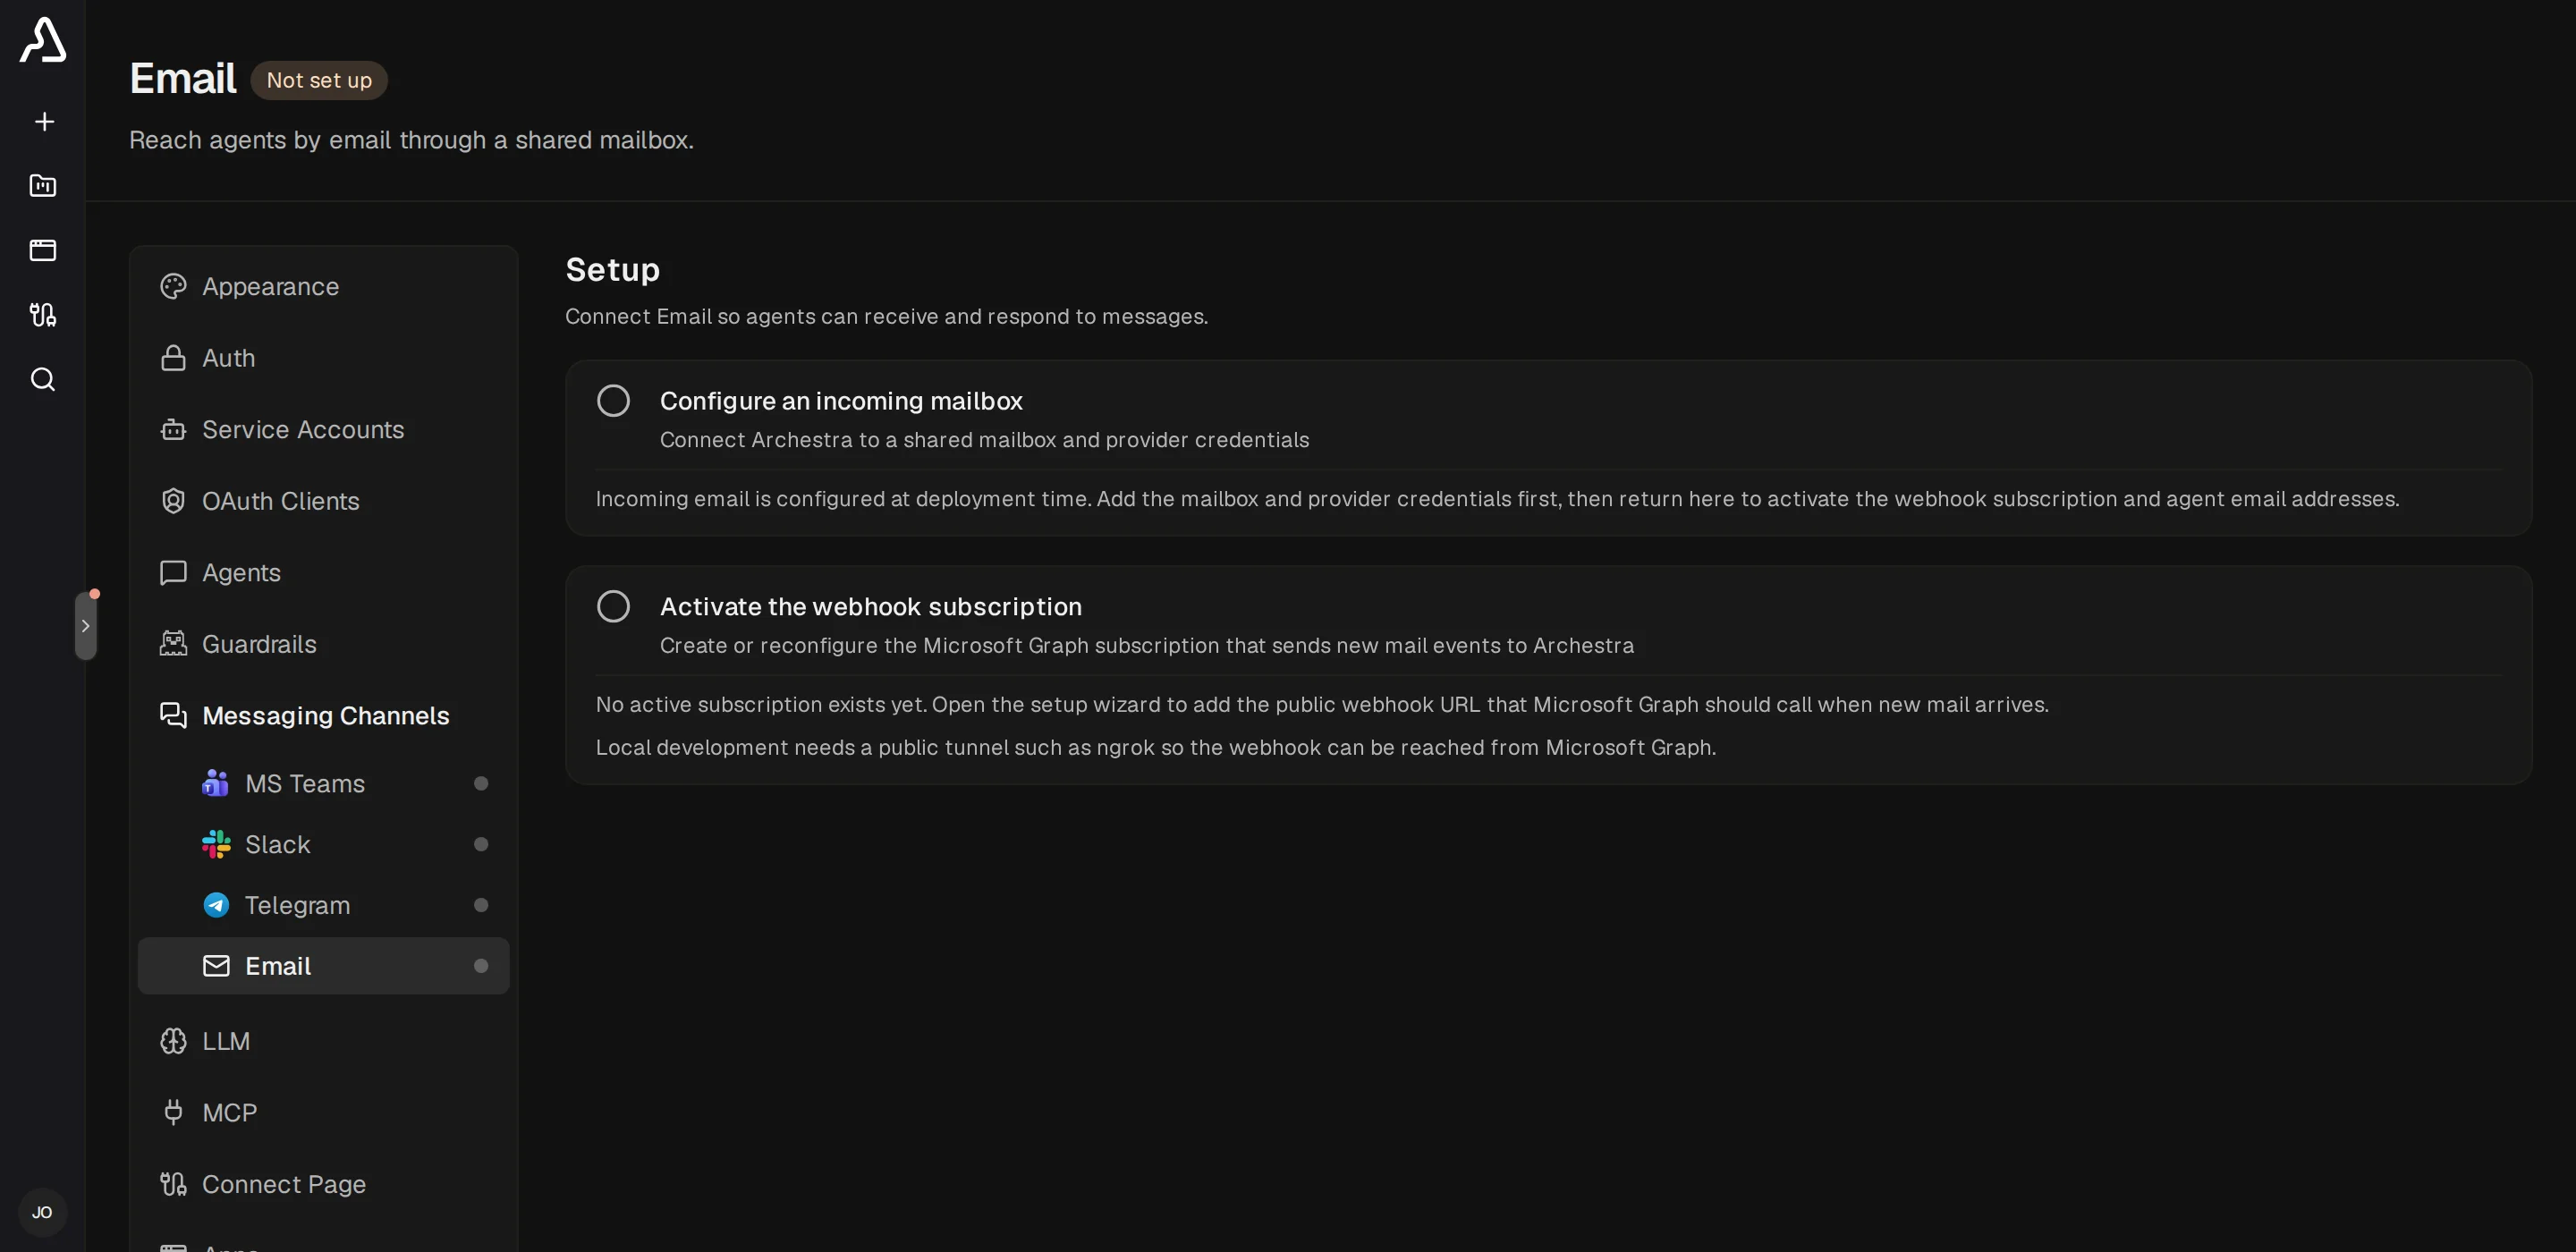 Email
Not set up
Reach agents by email through a shared mailbox.
Appearance
Auth
Service Accounts
OAuth Clients
Agents
Guardrails
Messaging Channels
MS Teams
Slack
Telegram
Email
LLM
MCP
Connect Page
JO
Setup
Connect Email so agents can receive and respond to messages.
Configure an incoming mailbox
Connect Archestra to a shared mailbox and provider credentials
Incoming email is configured at deployment time. Add the mailbox and provider credentials first, then return here to activate the webhook subscription and agent email addresses.
Activate the webhook subscription
Create or reconfigure the Microsoft Graph subscription that sends new mail events to Archestra
No active subscription exists yet. Open the setup wizard to add the public webhook URL that Microsoft Graph should call when new mail arrives.
Local development needs a public tunnel such as ngrok so the webhook can be reached from Microsoft Graph.